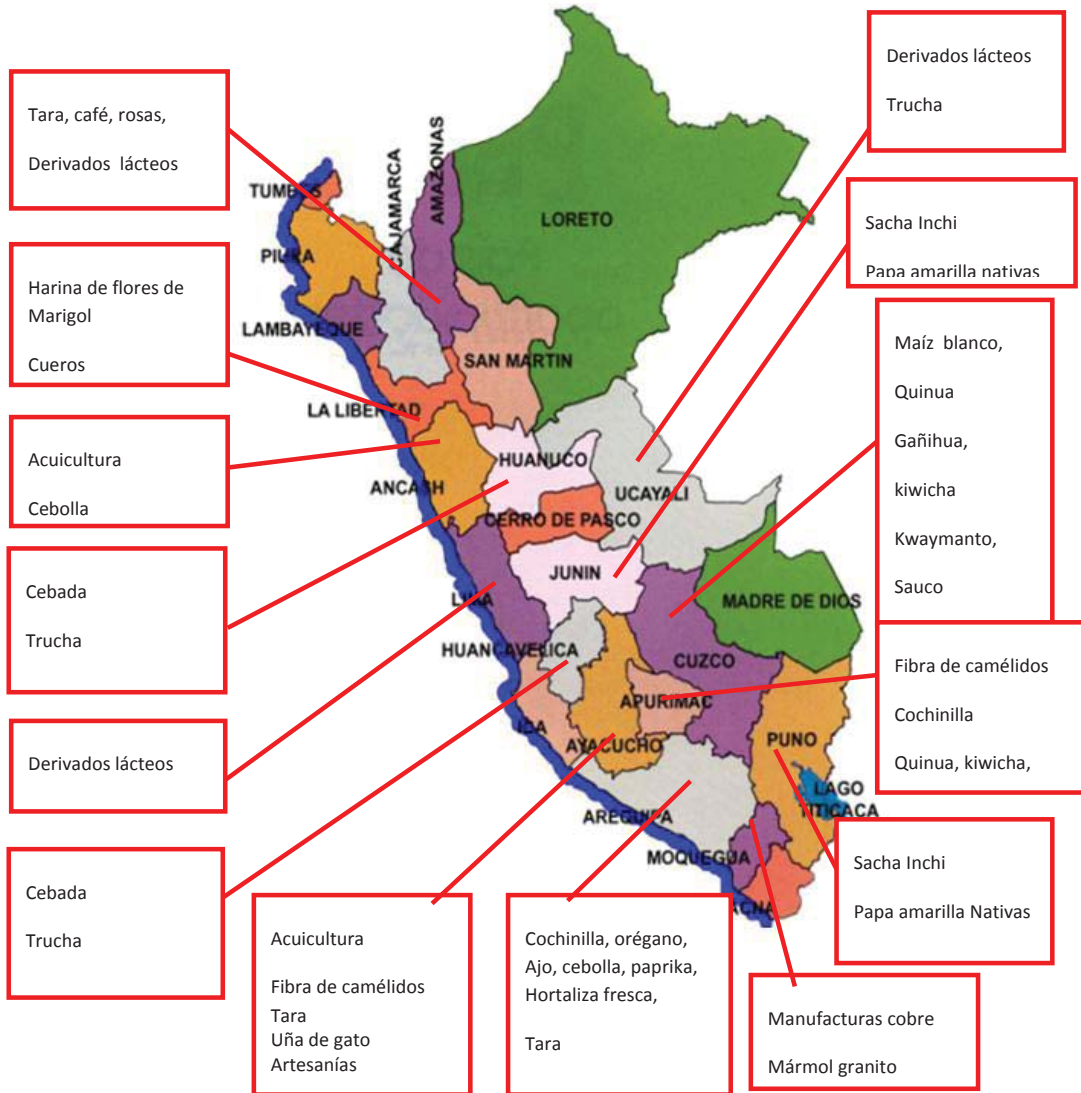 Tara, café, rosas,
Derivados lácteos
Harina de flores de
Marigol
Cueros
Acuicultura
Cebolla
Cebada
Trucha
Derivados lácteos
Cebada
Trucha
TUMBES
PIURA
LAMBAYEQUE
CAJAMARCA
AMAZONAS
LORETO
SAN MARTIN
LA LIBERTAD
ANCASH
HUANUCO
UCAYALI
CERRO DE PASCO
JUNIN
LIMA
HUANCAVELICA
MADRE DE DIOS
CUZCO
ICA
APURIMAC
AYACUCHO
PUNO
LAGO
TITICACA
AREQUIPA
MOQUEGUA
TACNA
Derivados lácteos
Trucha
Sacha Inchi
Papa amarilla nativas
Maíz blanco,
Quinua
Gañihua,
kiwicha
Kwaymanto,
Sauco
Fibra de camélidos
Cochinilla
Quinua, kiwicha,
Sacha Inchi
Papa amarilla Nativas
Acuicultura
Fibra de camélidos
Tara
Uña de gato
Artesanías
Cochinilla, orégano,
Ajo, cebolla, paprika,
Hortaliza fresca,
Tara
Manufacturas cobre
Mármol granito